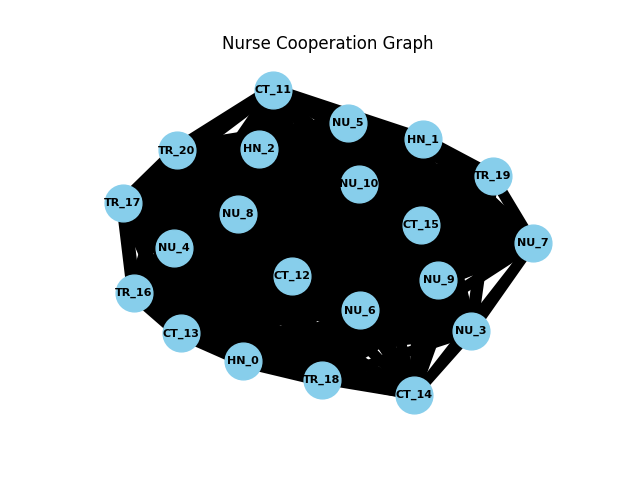 Nurse Cooperation Graph
CT_11
NU_5
HN_1
TR_20
HN_2
TR_19
NU_10
TR_17
NU_8
CT_15
NU_4
NU_7
CT_12
NU_9
TR_16
NU_6
CT_13
NU_3
HN_0
TR_18
CT_14